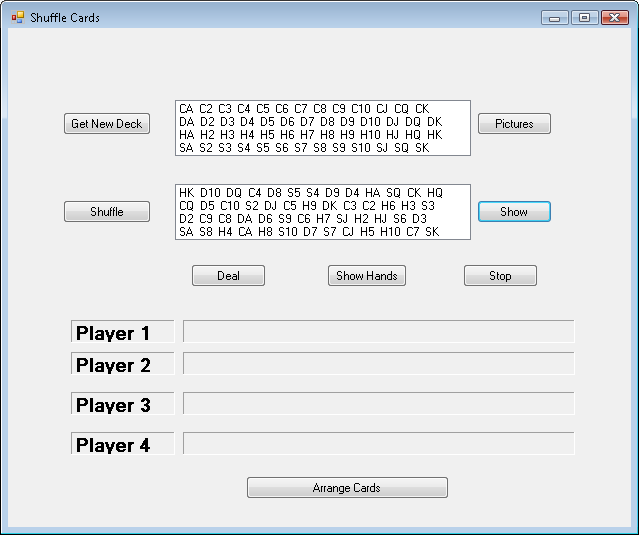 Shuffle Cards
Get New Deck
CA C2 C3 C4 C5 C6 C7 C8 C9 C10 CJ CQ CK
DA D2 D3 D4 D5 D6 D7 D8 D9 D10 DJ DQ DK
HA H2 H3 H4 H5 H6 H7 H8 H9 H10 HJ HQ HK
SA S2 S3 S4 S5 S6 S7 S8 S9 S10 SJ SQ SK
Pictures
Shuffle
HK D10 DQ C4 D8 S5 S4 D9 D4 HA SQ CK HQ
CQ D5 C10 S2 DJ C5 H9 DK C3 C2 H6 H3 S3
D2 C9 C8 DA D6 S9 C6 H7 SJ H2 HJ S6 D3
SA S8 H4 CA H8 S10 D7 S7 CJ H5 H10 C7 SK
Show
Deal
Show Hands
Stop
Player 1
Player 2
Player 3
Player 4
Arrange Cards